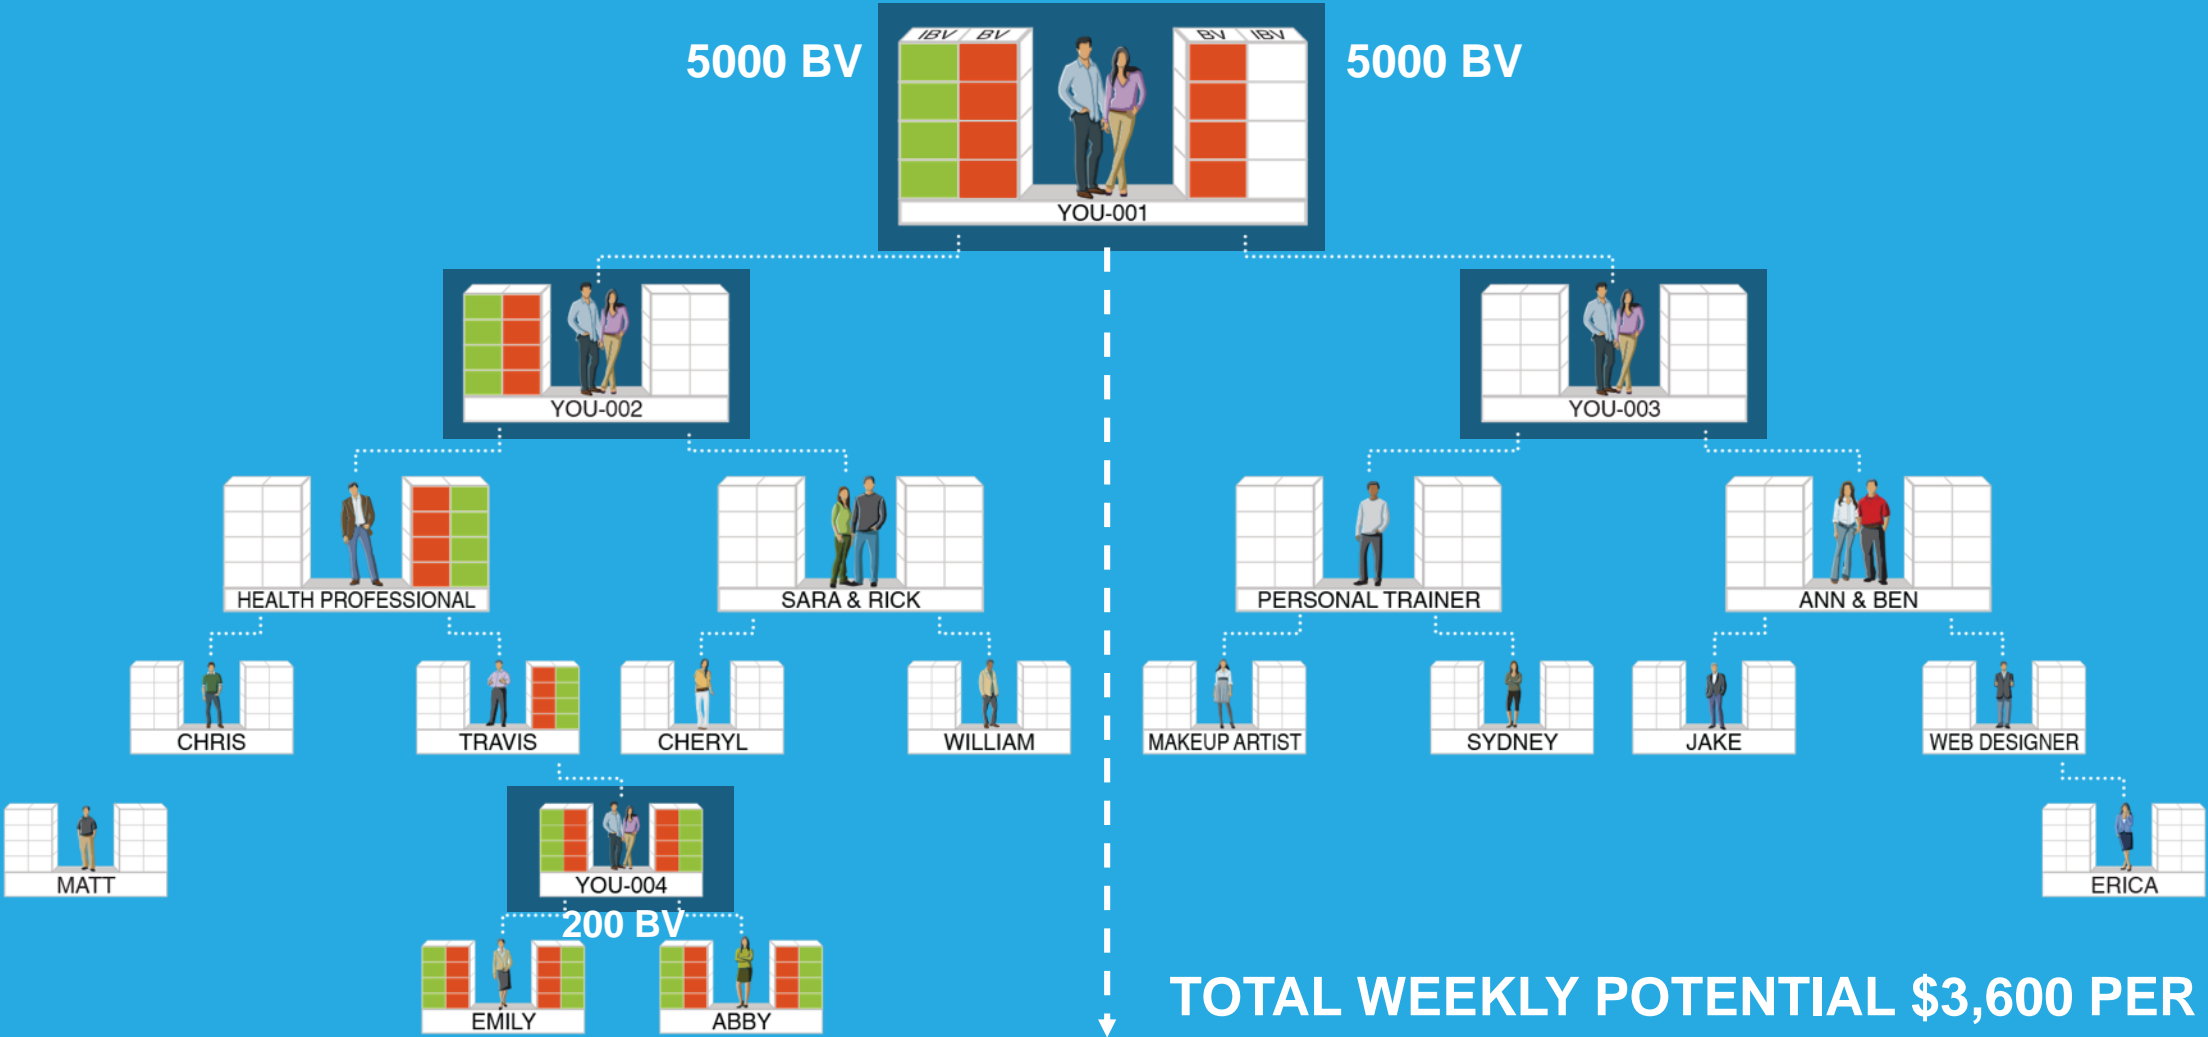 5000 BV
IBV BV
BV IBV
5000 BV
YOU-001
YOU-002
YOU-003
HEALTH PROFESSIONAL
SARA & RICK
PERSONAL TRAINER
ANN & BEN
CHRIS
TRAVIS
CHERYL
WILLIAM
MAKEUP ARTIST
SYDNEY
JAKE
WEB DESIGNER
MATT
YOU-004
ERICA
200 BV
EMILY
ABBY
TOTAL WEEKLY POTENTIAL $3,600 PER